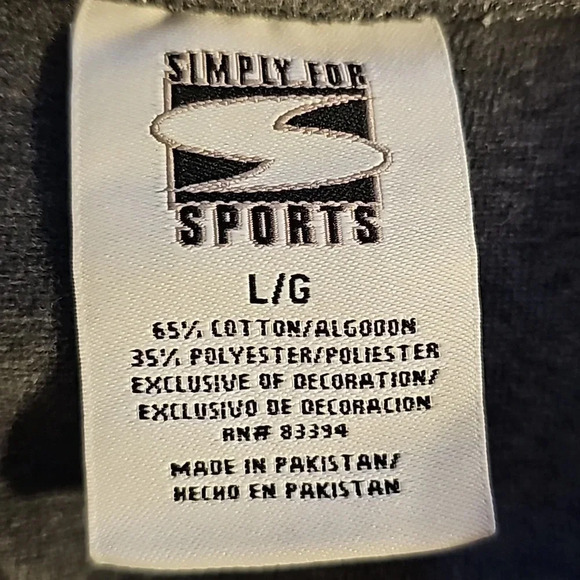 SIMPLY FOR
SPORTS
L/G
65% COTTON/ALGODON
35% POLYESTER/POLIESTER
EXCLUSIVE OF DECORATION/
EXCLUSIVO DE DECORACION
RN# 83394
MADE IN PAKISTAN/
HECHO EN PAKISTAN